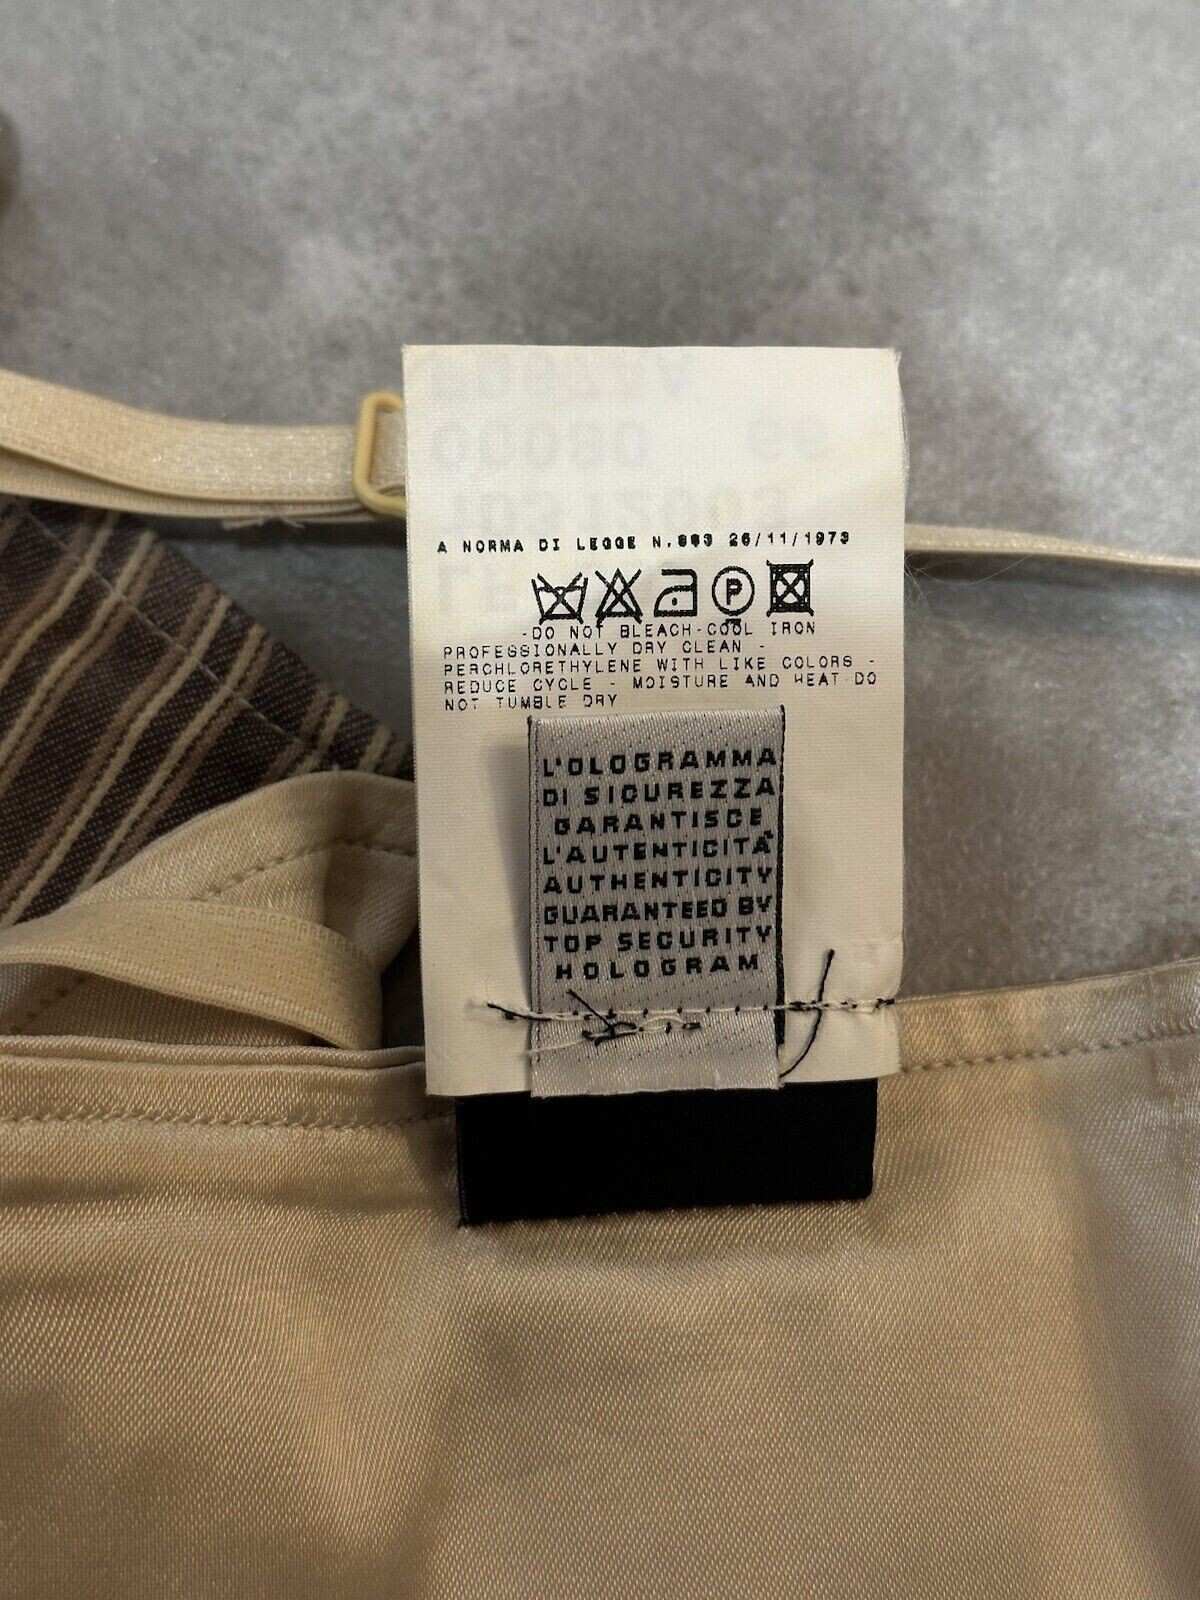 A NORMA DI LEGGE N.883 26/11/1973
P
-DO NOT BLEACH-COOL IRON
PROFESSIONALLY DRY CLEAN -
PERCHLORETHYLENE WITH LIKE COLORS -
REDUCE CYCLE - MOISTURE AND HEAT-DO
NOT TUMBLE DRY
L'OLOGRAMMA
DI SICUREZZA
GARANTISCE
L'AUTENTICITÀ
AUTHENTICITY
GUARANTEED BY
TOP SECURITY
HOLOGRAM